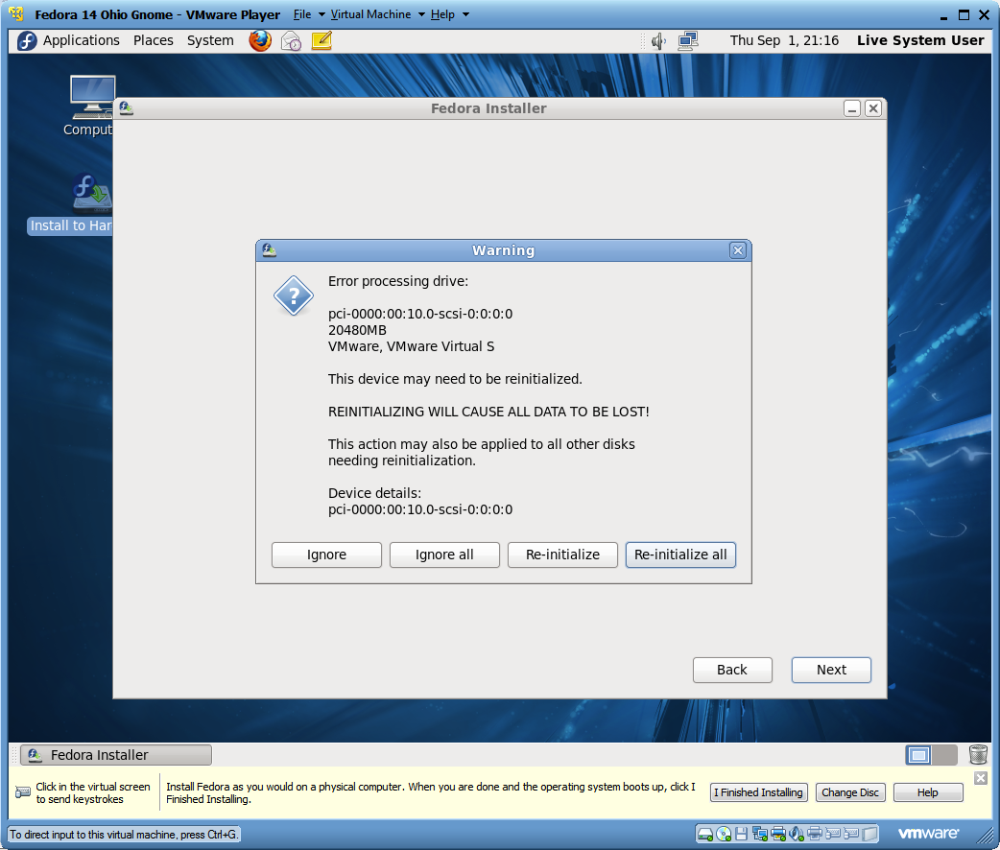 Fedora 14 Ohio Gnome - VMware Player File Virtual Machine Help
Applications Places System Thu Sep 1, 21:16 Live System User
Comput
Install to Har
Fedora Installer
Warning
Error processing drive:
pci-0000:00:10.0-scsi-0:0:0:0
20480MB
VMware, VMware Virtual S
This device may need to be reinitialized.
REINITIALIZING WILL CAUSE ALL DATA TO BE LOST!
This action may also be applied to all other disks
needing reinitialization.
Device details:
pci-0000:00:10.0-scsi-0:0:0:0
Ignore Ignore all Re-initialize Re-initialize all
Back Next
Fedora Installer
Click in the virtual screen
to send keystrokes
Install Fedora as you would on a physical computer. When you are done and the operating system boots up, click I
Finished Installing.
I Finished Installing Change Disc Help
To direct input to this virtual machine, press Ctrl+G.
vmware